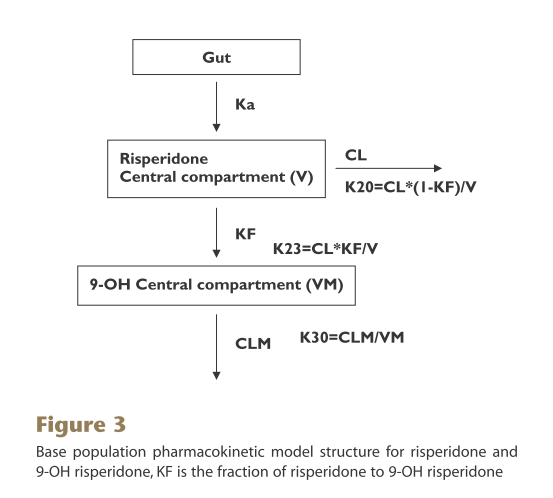 Gut
Ka
Risperidone
Central compartment (V)
CL
K20=CL*(1-KF)/V
KF
K23=CL*KF/V
9-OH Central compartment (VM)
CLM
K30=CLM/VM
Figure 3
Base population pharmacokinetic model structure for risperidone and
9-OH risperidone, KF is the fraction of risperidone to 9-OH risperidone